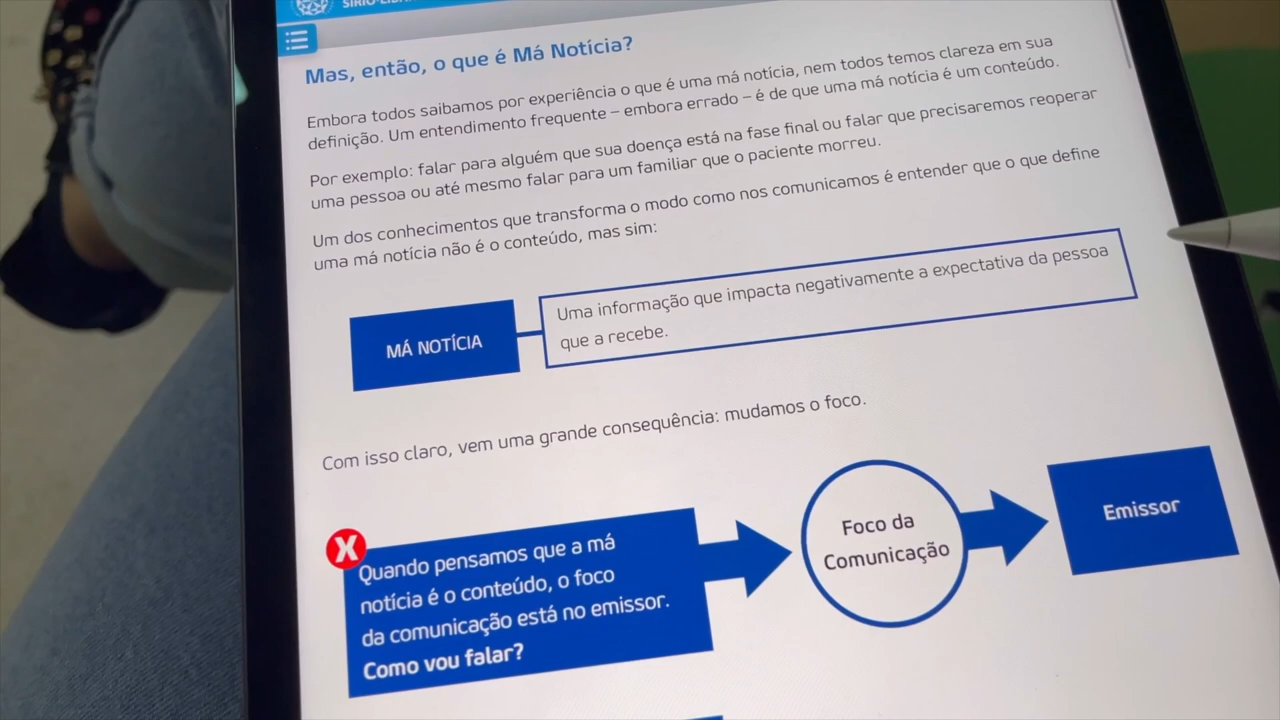 Mas, então, o que é Má Notícia?
Embora todos saibamos por experiência o que é uma má notícia, nem todos temos clareza em sua
definição. Um entendimento frequente – embora errado – é de que uma má notícia é um conteúdo.
Por exemplo: falar para alguém que sua doença está na fase final ou falar que precisaremos reoperar
uma pessoa ou até mesmo falar para um familiar que o paciente morreu.
Um dos conhecimentos que transforma o modo como nos comunicamos é entender que o que define
uma má notícia não é o conteúdo, mas sim:
MÁ NOTÍCIA
Uma informação que impacta negativamente a expectativa da pessoa
que a recebe.
Com isso claro, vem uma grande consequência: mudamos o foco.
X
Quando pensamos que a má
notícia é o conteúdo, o foco
da comunicação está no emissor.
Como vou falar?
Foco da
Comunicação
Emissor